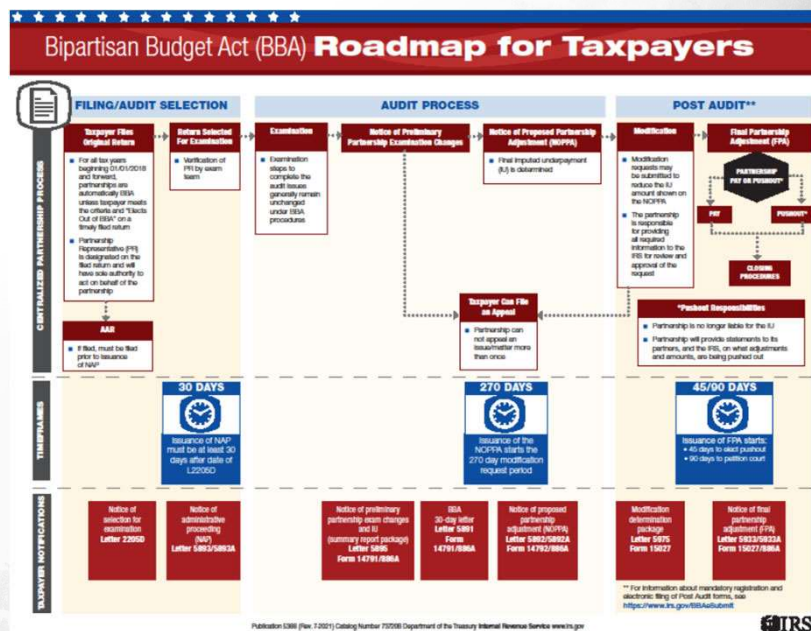 Bipartisan Budget Act (BBA) Roadmap for Taxpayers
FILING/AUDIT SELECTION
AUDIT PROCESS
POST AUDIT**
CENTRALIZED PARTNERSHIP PROCESS
Taxpayer Files
Original Return
■ For all tax years
beginning 01/01/2018
and forward,
partnerships are
automatically BBA
unless taxpayer meets
the criteria and "Elects
Out of BBA" on a
timely filed return
■ Partnership
Representative (PR)
is designated on the
filed return and will
have sole authority to
act on behalf of the
partnership
AAR
■ If filed, must be filed
prior to issuance
of NAP
Return Selected
For Examination
■ Verification of
PR by exam
team
Examination
■ Examination
steps to
complete the
audit issues
generally remain
unchanged
under BBA
procedures
Notice of Preliminary
Partnership Examination Changes
Notice of Proposed Partnership
Adjustment (NOPPA)
■ Final imputed underpayment
(IU) is determined
Taxpayer Can File
an Appeal
■ Partnership can
not appeal an
issue/matter more
than once
Modification
■ Modification
requests may
be submitted to
reduce the IU
amount shown on
the NOPPA
■ The partnership
is responsible
for providing
all required
information to the
IRS for review and
approval of the
request
Final Partnership
Adjustment (FPA)
PARTNERSHIP
PAY OR PUSHOUT*
PAY
PUSHOUT*
CLOSING
PROCEDURES
*Pushout Responsibilities
■ Partnership is no longer liable for the IU
■ Partnership will provide statements to its
partners, and the IRS, on what adjustments
and amounts, are being pushed out
TIMEFRAMES
30 DAYS
Issuance of NAP
must be at least 30
days after date of
L2205D
270 DAYS
Issuance of the
NOPPA starts the
270 day modification
request period
45/90 DAYS
Issuance of FPA starts:
• 45 days to elect pushout
• 90 days to petition court
TAXPAYER NOTIFICATIONS
Notice of
selection for
examination
Letter 2205D
Notice of
administrative
proceeding
(NAP)
Letter 5893/5893A
Notice of preliminary
partnership exam changes
and IU
(summary report package)
Letter 5895
Form 14791/886A
BBA
30-day letter
Letter 5891
Form
14791/886A
Notice of proposed
partnership
adjustment (NOPPA)
Letter 5892/5892A
Form 14792/886A
Modification
determination
package
Letter 5975
Form 15027
Notice of final
partnership
adjustment (FPA)
Letter 5933/5933A
Form 15027/886A
** For information about mandatory registration and
electronic filing of Post Audit forms, see
https://www.irs.gov/BBAeSubmit
Publication 5388 (Rev. 7-2021) Catalog Number 73720B Department of the Treasury Internal Revenue Service www.irs.gov
IRS